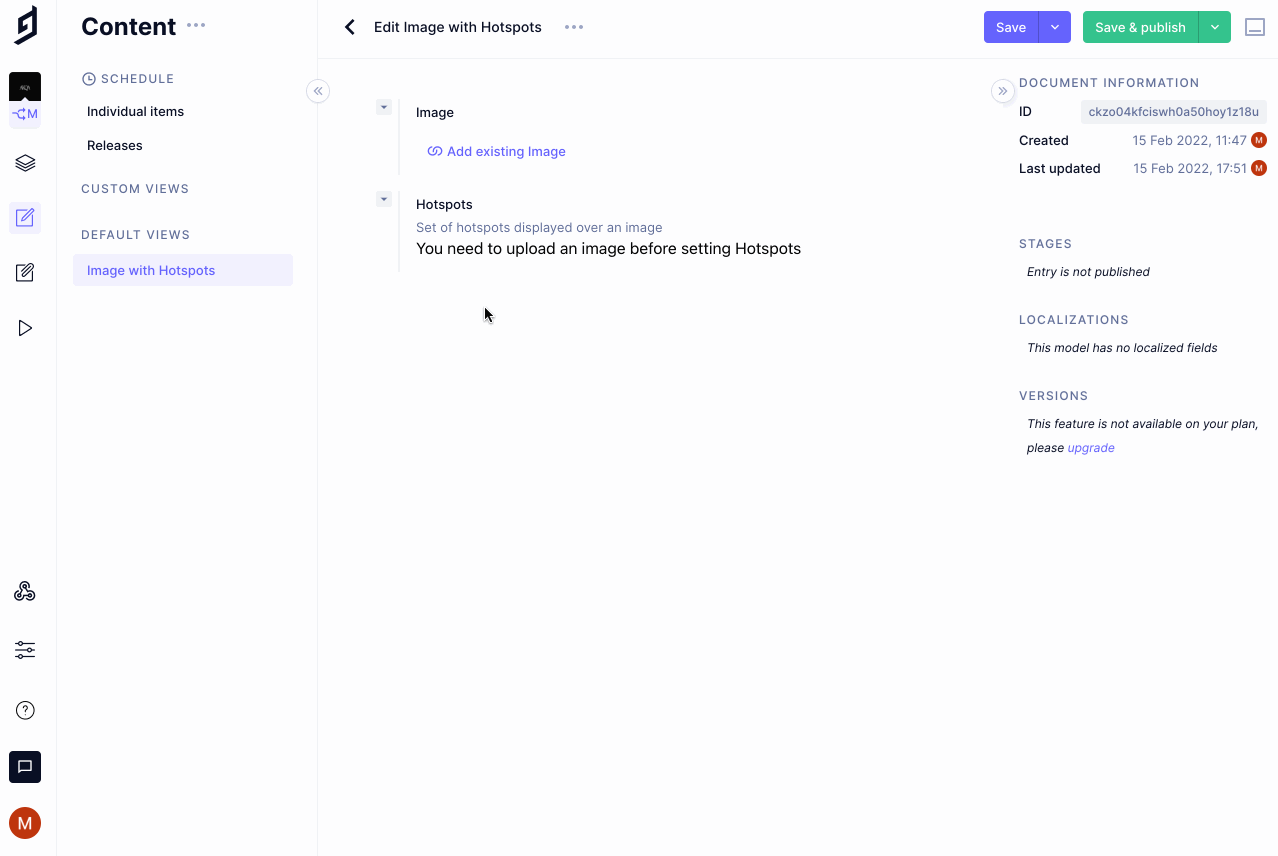 Content
SCHEDULE
Individual items
Releases
CUSTOM VIEWS
DEFAULT VIEWS
Image with Hotspots
M
M
Edit Image with Hotspots
Save
Save & publish
Image
Add existing Image
Hotspots
Set of hotspots displayed over an image
You need to upload an image before setting Hotspots
DOCUMENT INFORMATION
ID ckzo04kfciswh0a50hoy1z18u
Created 15 Feb 2022, 11:47 M
Last updated 15 Feb 2022, 17:51 M
STAGES
Entry is not published
LOCALIZATIONS
This model has no localized fields
VERSIONS
This feature is not available on your plan,
please upgrade